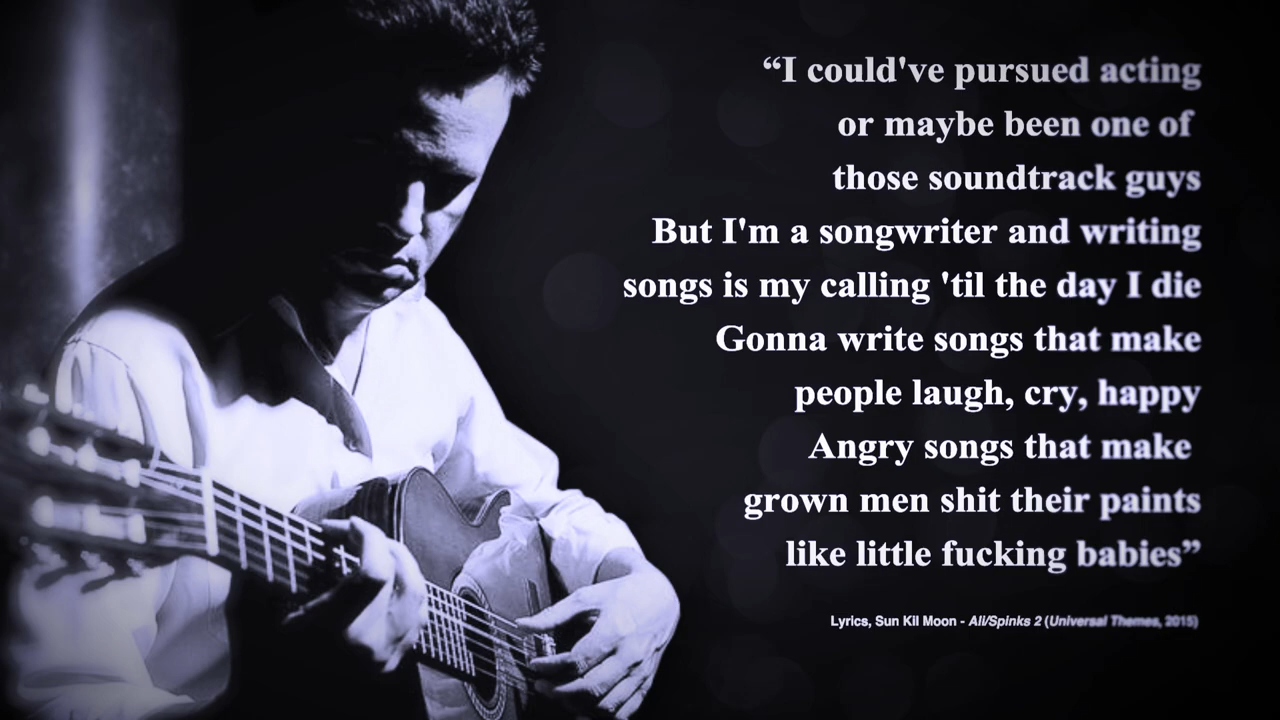 “I could've pursued acting
or maybe been one of
those soundtrack guys
But I'm a songwriter and writing
songs is my calling 'til the day I die
Gonna write songs that make
people laugh, cry, happy
Angry songs that make
grown men shit their paints
like little fucking babies”
Lyrics, Sun Kil Moon - Ali/Spinks 2 (Universal Themes, 2015)